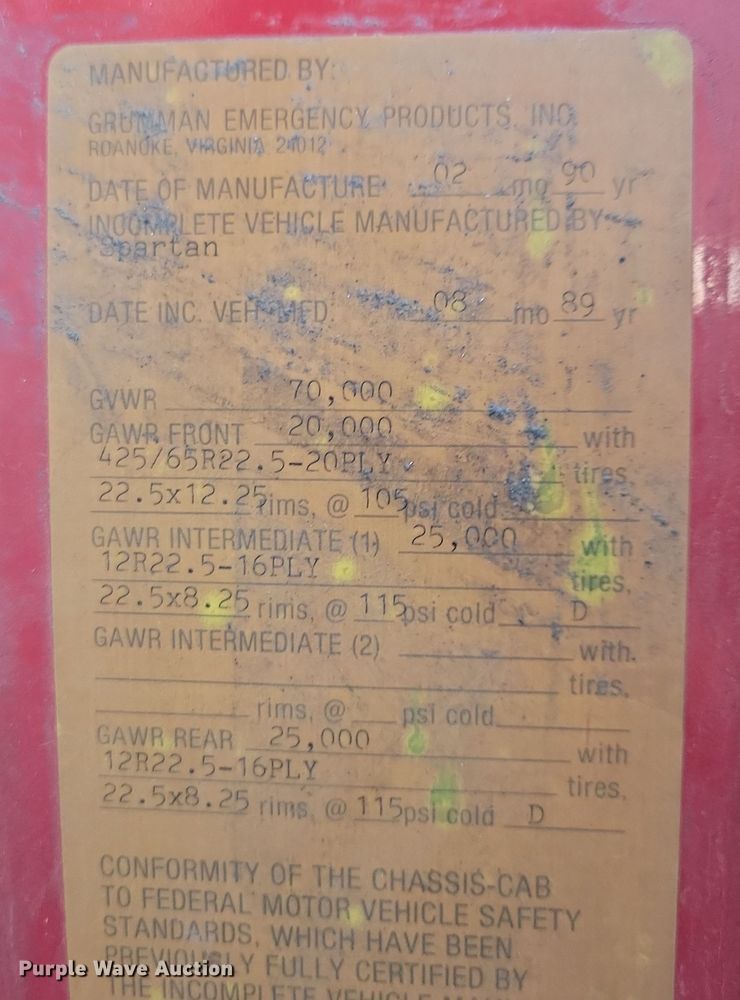 MANUFACTURED BY:
GRUMMAN EMERGENCY PRODUCTS, INC.
ROANOKE, VIRGINIA 24012
DATE OF MANUFACTURE 02 mo 90 yr
INCOMPLETE VEHICLE MANUFACTURED BY:
Spartan
DATE INC. VEH. MFD. 08 mo 89 yr
GVWR 70,000
GAWR FRONT 20,000 with
425/65R22.5-20PLY tires,
22.5x12.25 rims, @ 105 psi cold
GAWR INTERMEDIATE (1) 25,000 with
12R22.5-16PLY tires,
22.5x8.25 rims, @ 115 psi cold D
GAWR INTERMEDIATE (2) with
tires,
rims, @ psi cold
GAWR REAR 25,000 with
12R22.5-16PLY tires,
22.5x8.25 rims, @ 115 psi cold D
CONFORMITY OF THE CHASSIS-CAB
TO FEDERAL MOTOR VEHICLE SAFETY
STANDARDS, WHICH HAVE BEEN
PREVIOUSLY FULLY CERTIFIED BY
THE INCOMPLETE VEHICLE
Purple Wave Auction